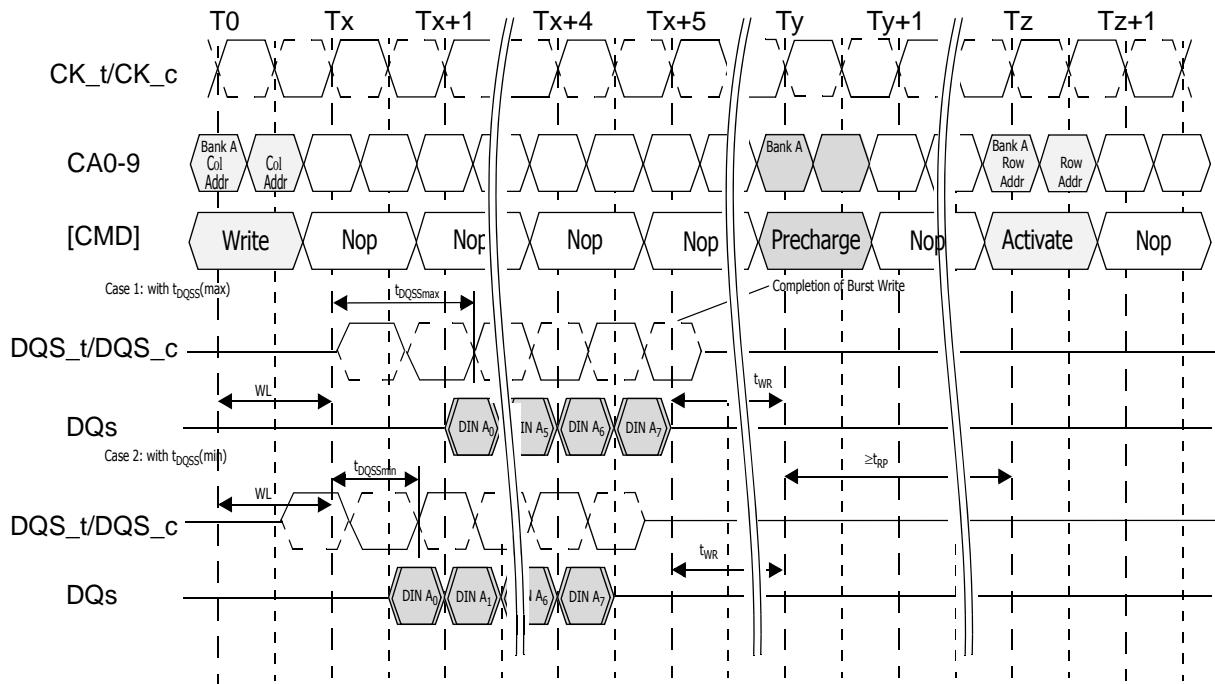 T0 Tx Tx+1 Tx+4 Tx+5 Ty Ty+1 Tz Tz+1
CK_t/CK_c
CA0-9
Bank A
Col
Addr
Col
Addr
Bank A
Bank A
Row
Addr
Row
Addr
[CMD] Write Nop Nop Nop Nop Precharge Nop Activate Nop
Case 1: with tDQSS(max)
tDQSSmax
Completion of Burst Write
DQS_t/DQS_c
WL
tWR
DQs DIN A0 IN A5 DIN A6 DIN A7
Case 2: with tDQSS(min)
tDQSSmin
≥tRP
WL
DQS_t/DQS_c
tWR
DQs DIN A0 DIN A1 A6 DIN A7